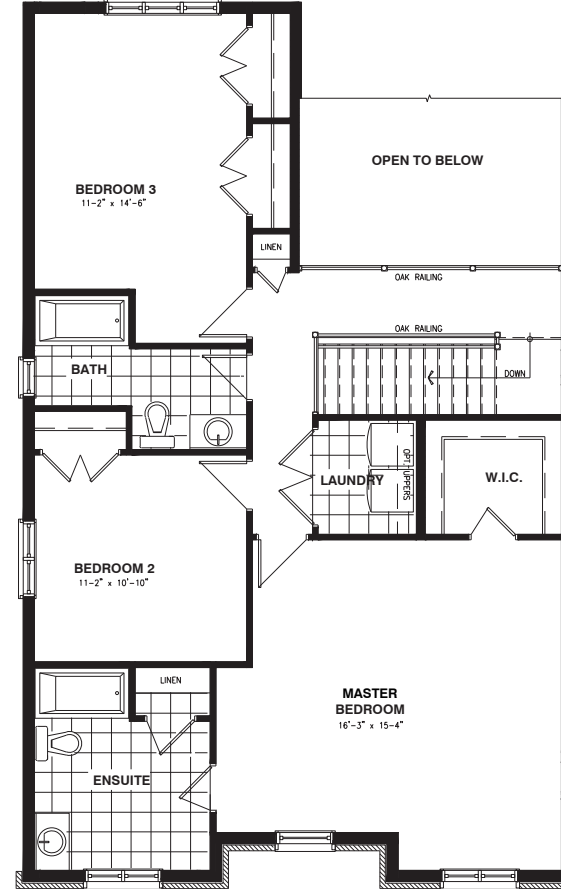 OPEN TO BELOW
BEDROOM 3
11-2" x 14'-6"
LINEN
OAK RAILING
OAK RAILING
BATH
DOWN
LAUNDRY
OPT. UPPERS
W.I.C.
BEDROOM 2
11-2" x 10'-10"
LINEN
MASTER
BEDROOM
16'-3" x 15'-4"
ENSUITE